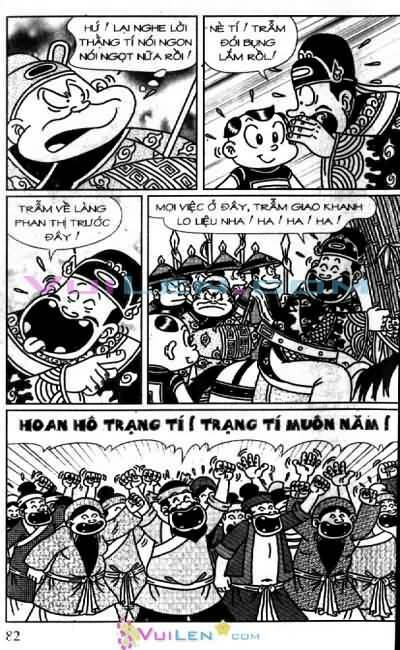 HỨ! LẠI NGHE LỜI
THẰNG TÍ NÓI NGON
NÓI NGỌT NỮA RỒI!
NÈ TÍ! TRẪM
ĐÓI BỤNG
LẮM RỒI!
TRẪM VỀ LÀNG
PHAN THỊ TRƯỚC
ĐÂY!
MỌI VIỆC Ở ĐÂY, TRẪM GIAO KHANH
LO LIỆU NHA! HA! HA! HA!
VUILEN.COM
HOAN HÔ TRẠNG TÍ! TRẠNG TÍ MUÔN NĂM!
82
VUILEN.COM